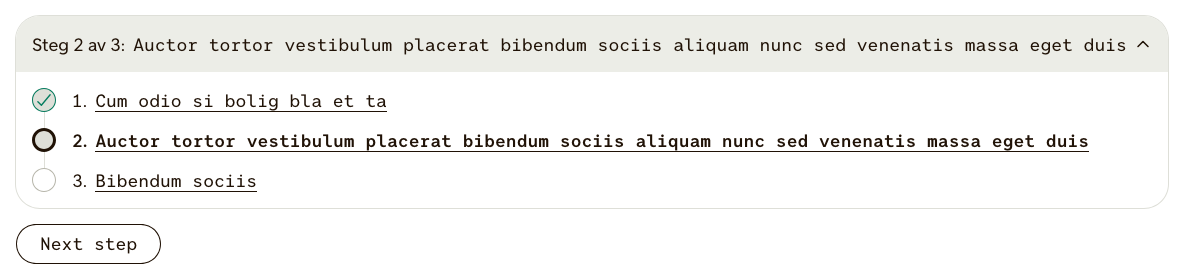 Steg 2 av 3: Auctor tortor vestibulum placerat bibendum sociis aliquam nunc sed venenatis massa eget duis
1. Cum odio si bolig bla et ta
2. Auctor tortor vestibulum placerat bibendum sociis aliquam nunc sed venenatis massa eget duis
3. Bibendum sociis
Next step